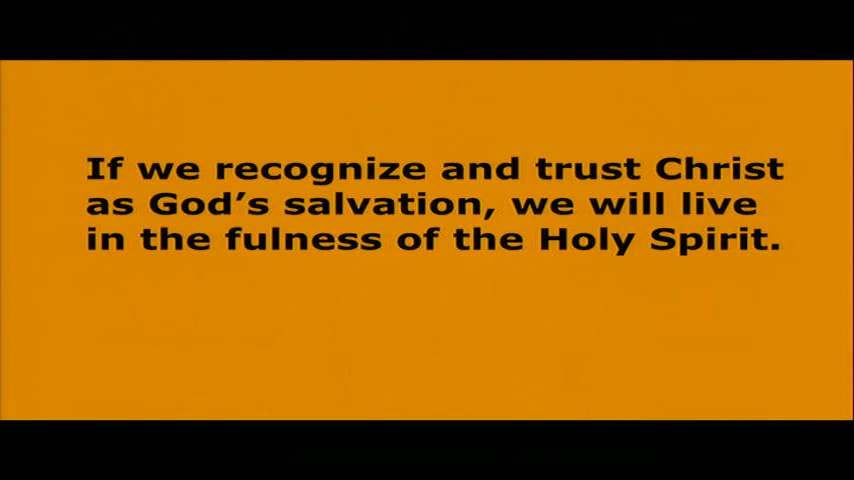 If we recognize and trust Christ
as God’s salvation, we will live
in the fulness of the Holy Spirit.